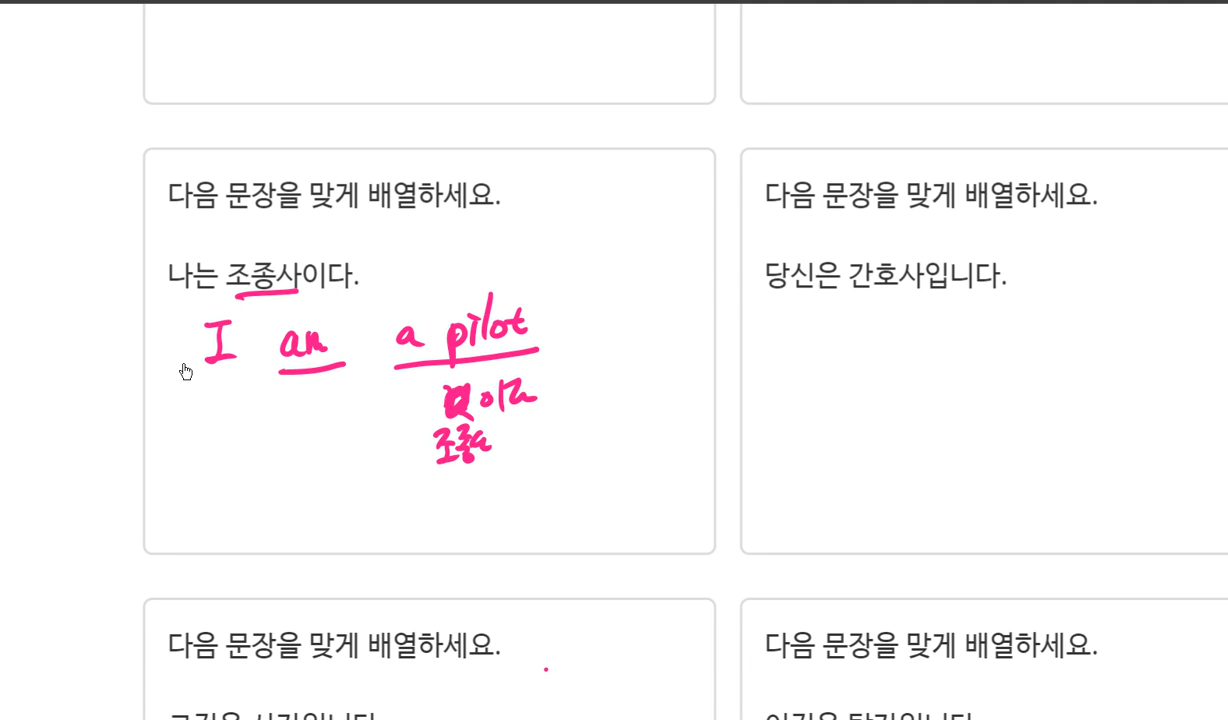 다음 문장을 맞게 배열하세요.
나는 조종사이다.
I am a pilot
조종사
다음 문장을 맞게 배열하세요.
당신은 간호사입니다.
다음 문장을 맞게 배열하세요.
다음 문장을 맞게 배열하세요.